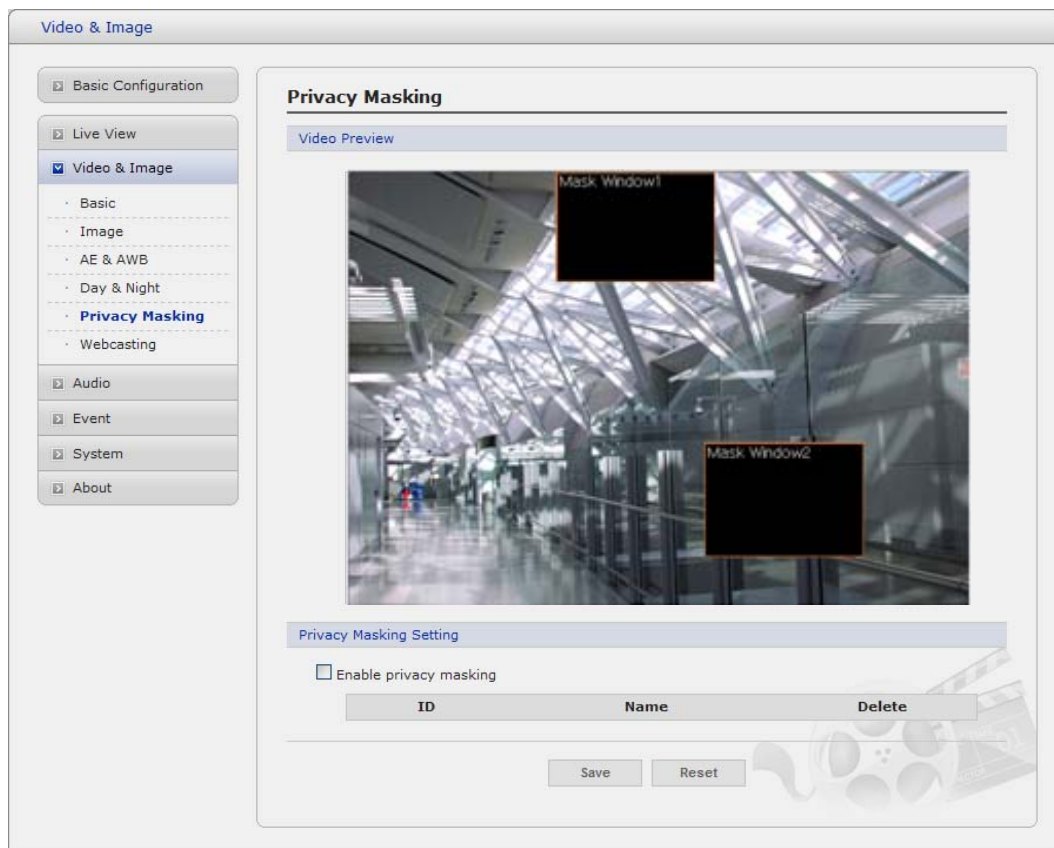 Video & Image
Basic Configuration
Live View
Video & Image
Basic
Image
AE & AWB
Day & Night
Privacy Masking
Webcasting
Audio
Event
System
About
Privacy Masking
Video Preview
Mask Window1
Mask Window2
Privacy Masking Setting
Enable privacy masking
ID Name Delete
Save Reset